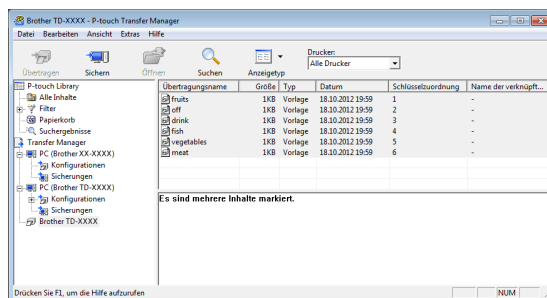 Brother TD-XXXX - P-touch Transfer Manager
Datei Bearbeiten Ansicht Extras Hilfe
Übertragen Sichern Öffnen Suchen Anzeigetyp
Drucker:
Alle Drucker
P-touch Library
Alle Inhalte
Filter
Papierkorb
Suchergebnisse
Transfer Manager
PC (Brother XX-XXXX)
Konfigurationen
Sicherungen
PC (Brother TD-XXXX)
Konfigurationen
Sicherungen
Brother TD-XXXX
Übertragungsname Größe Typ Datum Schlüsselzuordnung Name der verknüpft...
fruits 1KB Vorlage 18.10.2012 19:59 1 -
off 1KB Vorlage 18.10.2012 19:59 2 -
drink 1KB Vorlage 18.10.2012 19:59 3 -
fish 1KB Vorlage 18.10.2012 19:59 4 -
vegetables 1KB Vorlage 18.10.2012 19:59 5 -
meat 1KB Vorlage 18.10.2012 19:59 6 -
Es sind mehrere Inhalte markiert.
Drücken Sie F1, um die Hilfe aufzurufen NUM